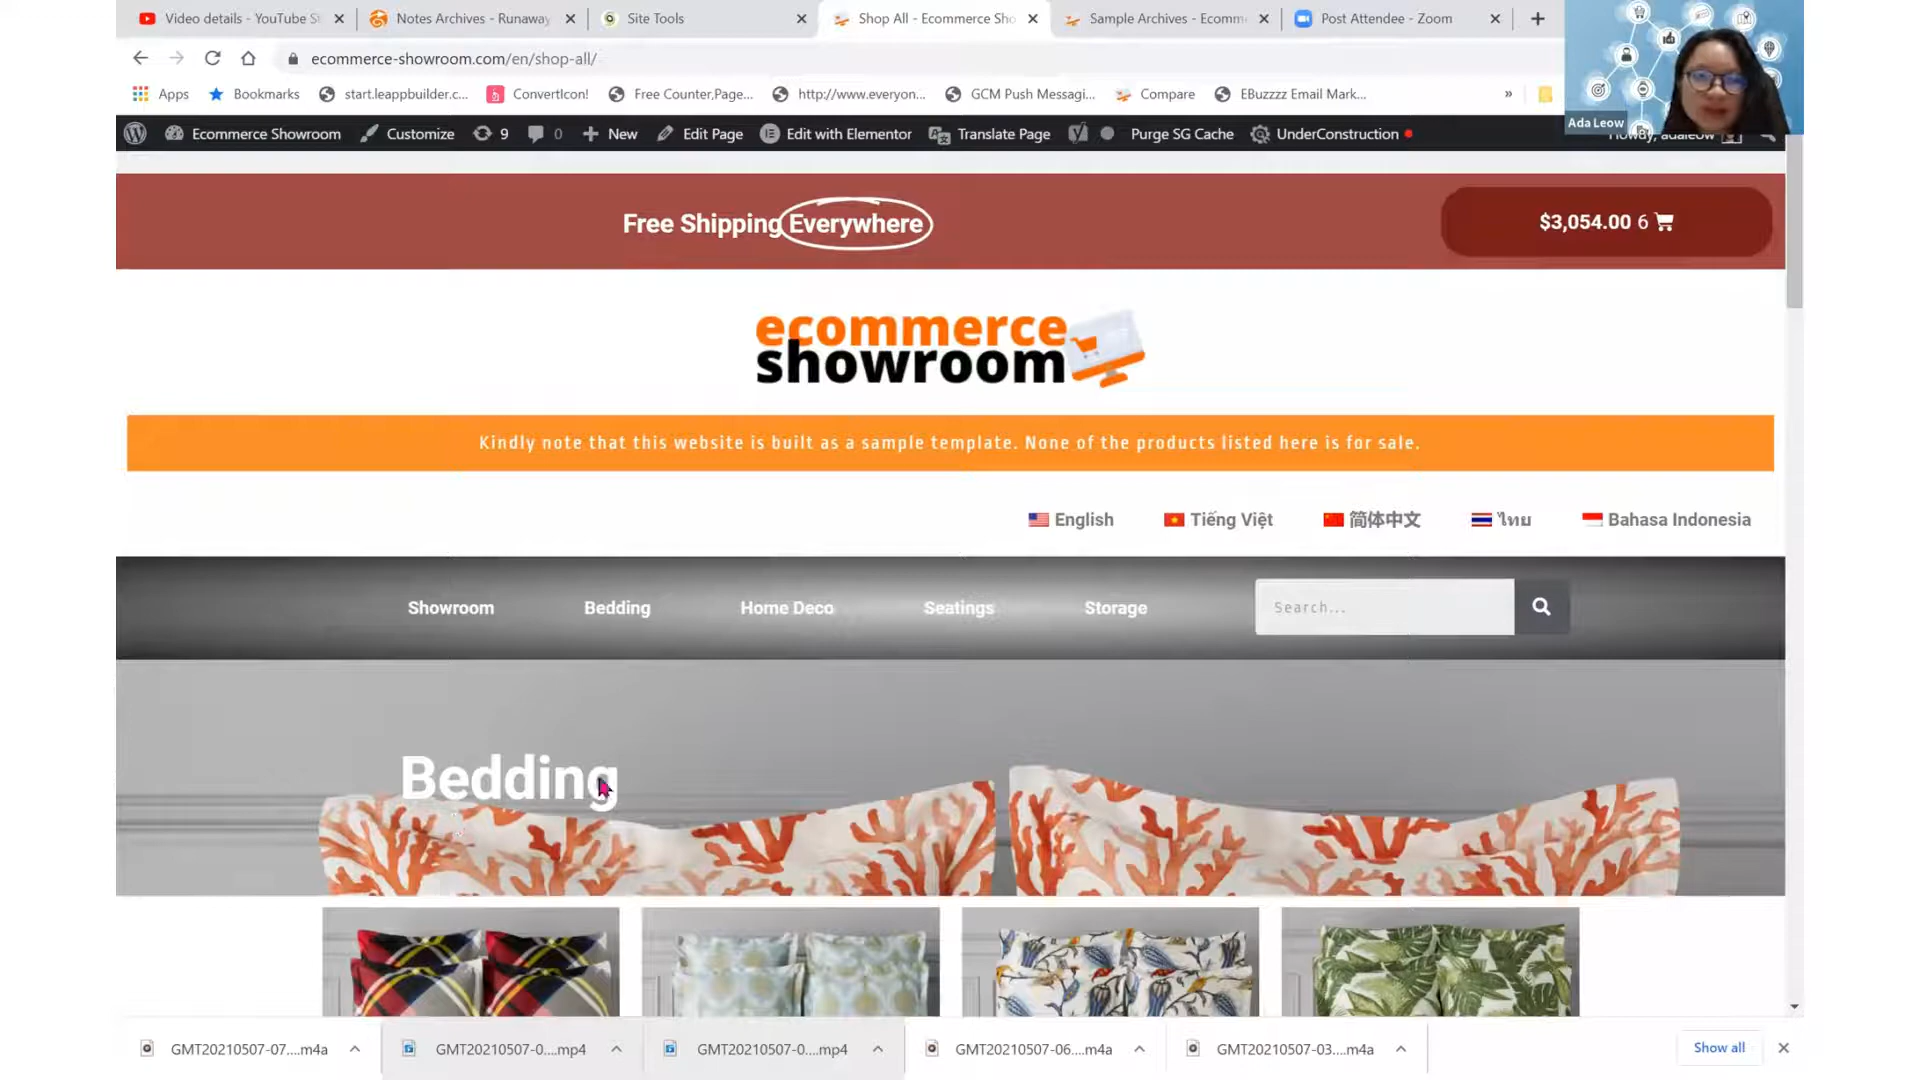 Video details - YouTube S
Notes Archives - Runaway
Site Tools
Shop All - Ecommerce Sho
Sample Archives - Ecomm
Post Attendee - Zoom
ecommerce-showroom.com/en/shop-all/
Apps
Bookmarks
start.leappbuilder.c...
ConvertIcon!
Free Counter,Page...
http://www.everyon...
GCM Push Messagi...
Compare
EBuzzzz Email Mark...
»
Ada Leow
Ecommerce Showroom
Customize
9
0
New
Edit Page
Edit with Elementor
Translate Page
Purge SG Cache
UnderConstruction
Howdy, adaleow
Free Shipping Everywhere
$3,054.00 6
ecommerce
showroom
Kindly note that this website is built as a sample template. None of the products listed here is for sale.
English
Tiếng Việt
简体中文
ไทย
Bahasa Indonesia
Showroom
Bedding
Home Deco
Seatings
Storage
Search...
Bedding
GMT20210507-07....m4a
GMT20210507-0....mp4
GMT20210507-0....mp4
GMT20210507-06....m4a
GMT20210507-03....m4a
Show all